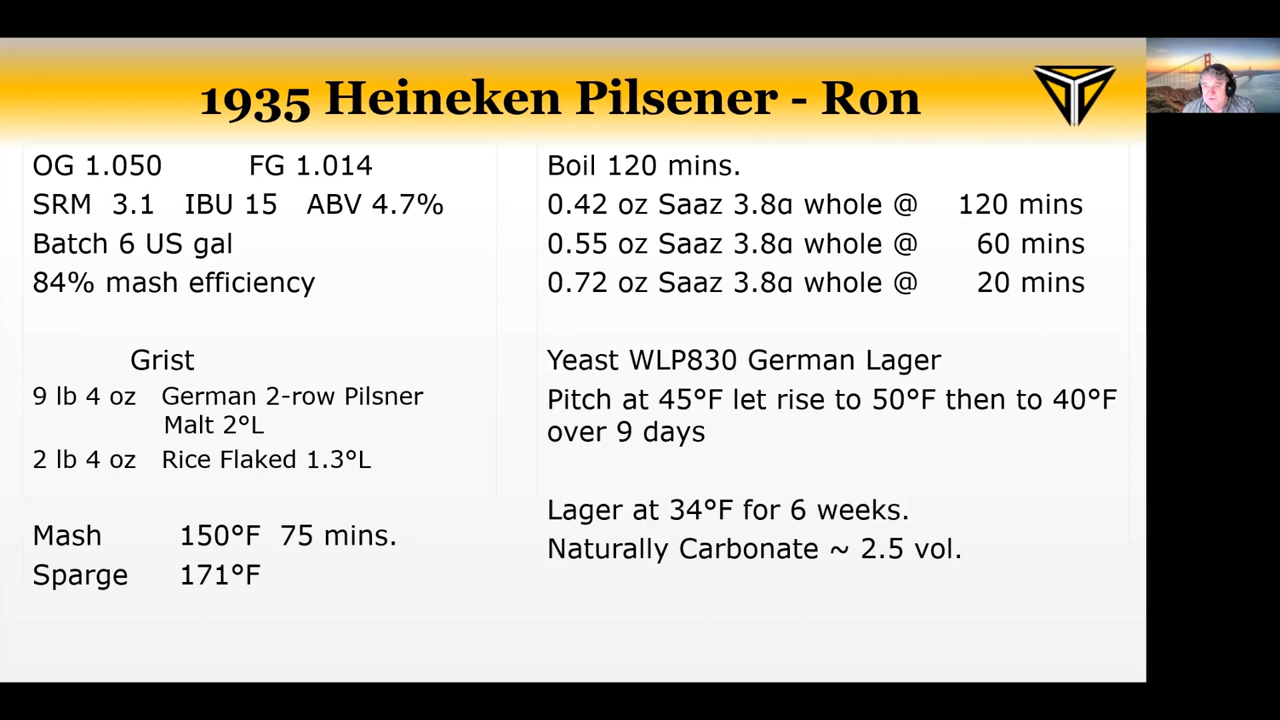 1935 Heineken Pilsener - Ron
OG 1.050 FG 1.014
SRM 3.1 IBU 15 ABV 4.7%
Batch 6 US gal
84% mash efficiency
Grist
9 lb 4 oz German 2-row Pilsner
Malt 2°L
2 lb 4 oz Rice Flaked 1.3°L
Mash 150°F 75 mins.
Sparge 171°F
Boil 120 mins.
0.42 oz Saaz 3.8α whole @ 120 mins
0.55 oz Saaz 3.8α whole @ 60 mins
0.72 oz Saaz 3.8α whole @ 20 mins
Yeast WLP830 German Lager
Pitch at 45°F let rise to 50°F then to 40°F
over 9 days
Lager at 34°F for 6 weeks.
Naturally Carbonate ~ 2.5 vol.